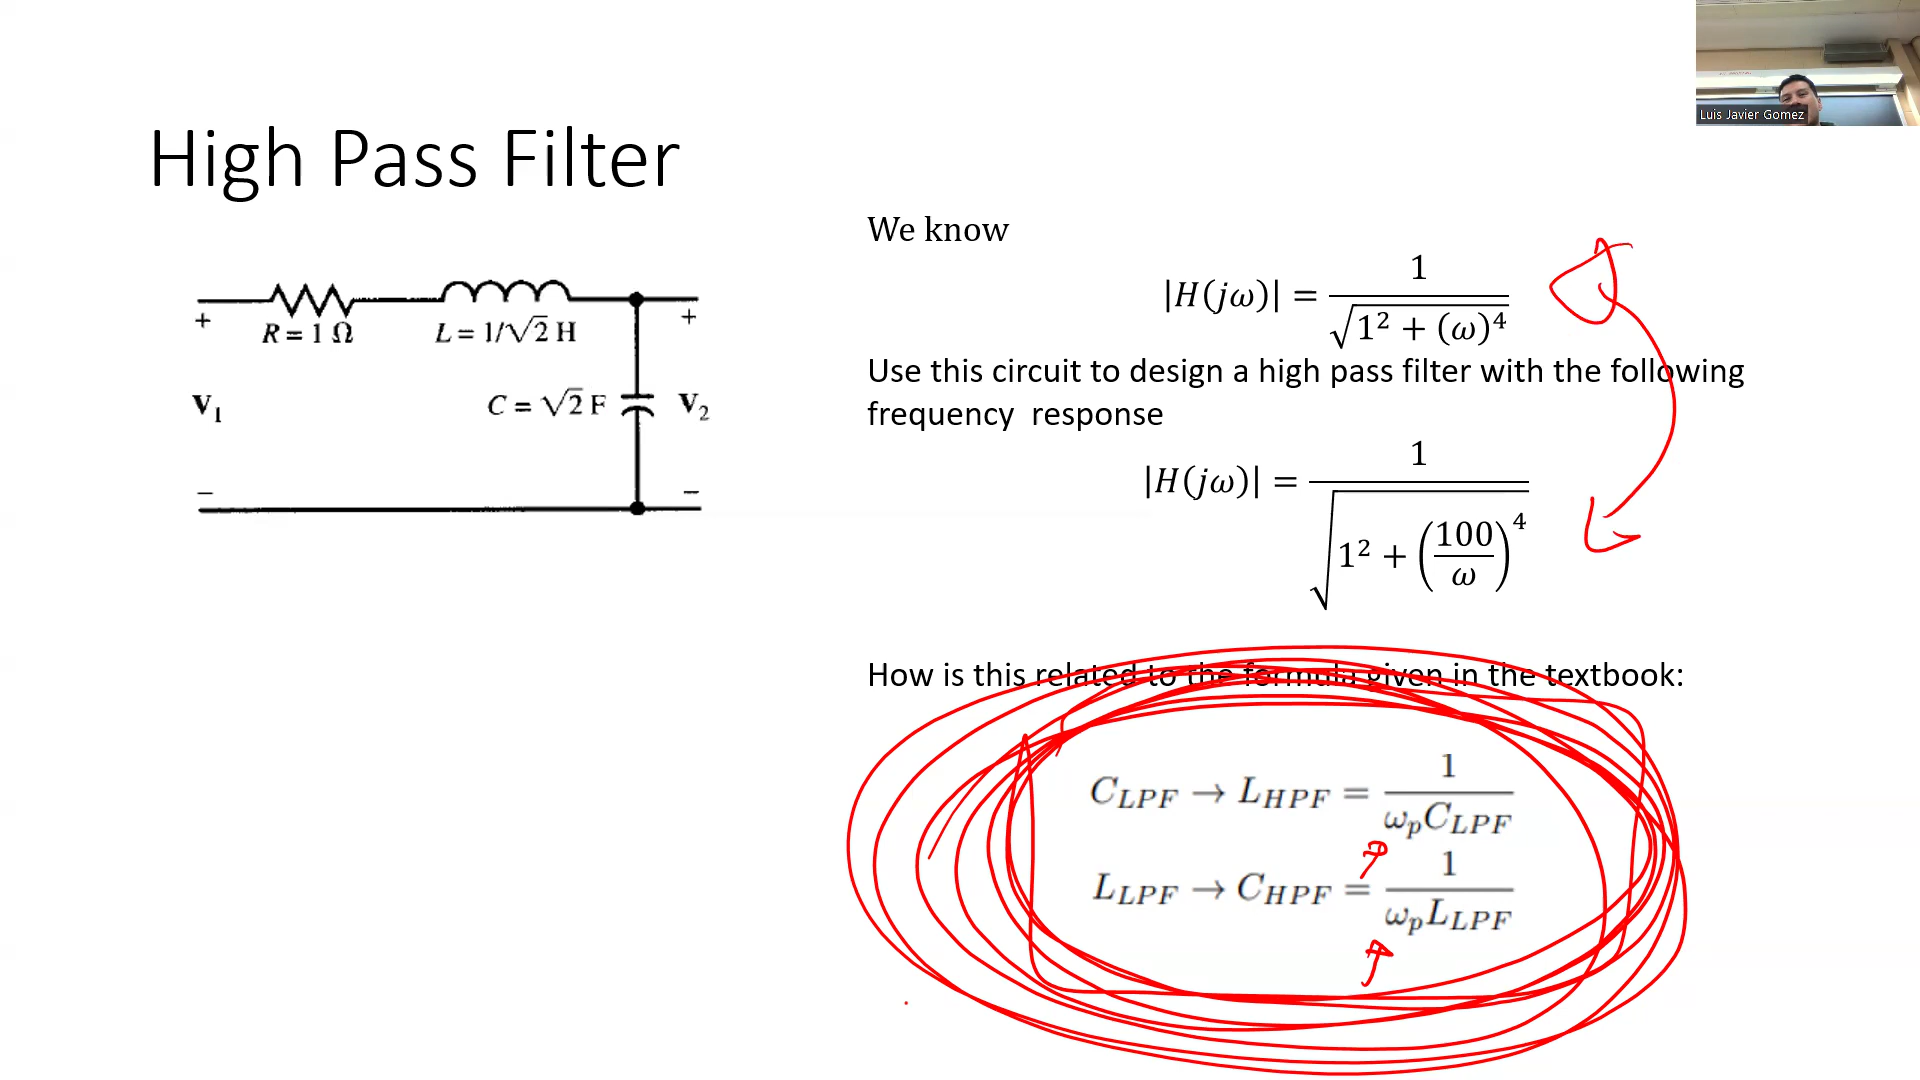 Luis Javier Gomez
High Pass Filter
We know
|H(jω)| = 1/√(1² + (ω)⁴)
Use this circuit to design a high pass filter with the following
frequency response
|H(jω)| = 1/√(1² + (100/ω)⁴)
+ R = 1 Ω L = 1/√2 H +
V₁ C = √2 F V₂
− −
How is this related to the formula given in the textbook:
C_LPF → L_HPF = 1/(ω_p C_LPF)
L_LPF → C_HPF = 1/(ω_p L_LPF)